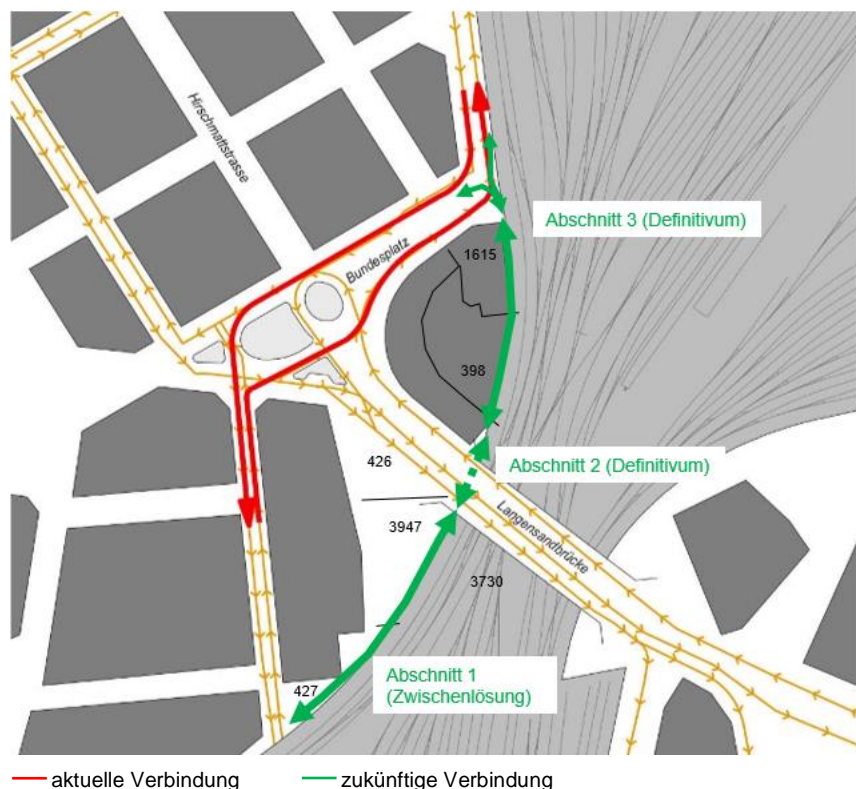 Hirschmattstrasse
Bundesplatz
1615
Abschnitt 3 (Definitivum)
398
426
Abschnitt 2 (Definitivum)
Langensandbrücke
3947
3730
Abschnitt 1
(Zwischenlösung)
427
aktuelle Verbindung
zukünftige Verbindung